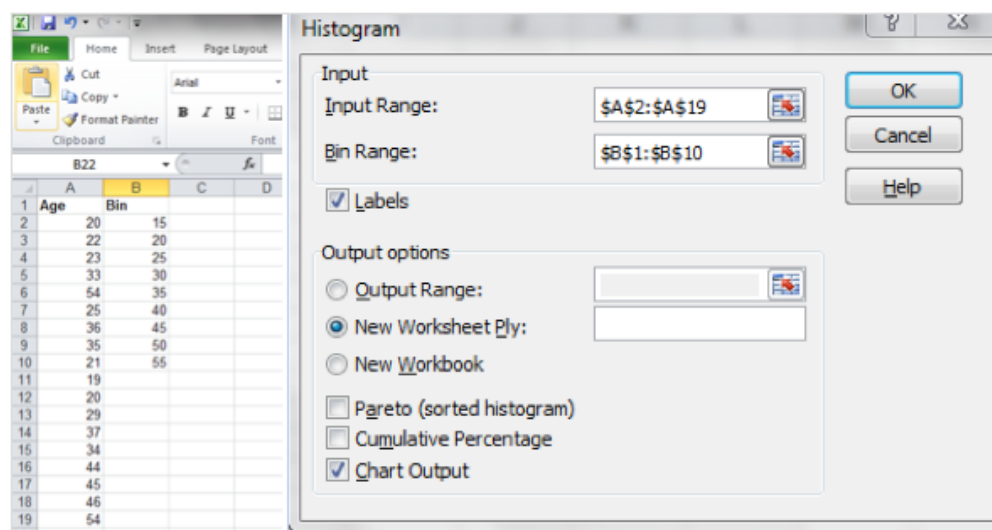 File Home Insert Page Layout
Cut
Copy
Format Painter
Paste
Arial
B I U
Clipboard Font
B22 fx
A B C D
1 Age Bin
2 20 15
3 22 20
4 23 25
5 33 30
6 54 35
7 25 40
8 36 45
9 35 50
10 21 55
11 19
12 20
13 29
14 37
15 34
16 44
17 45
18 46
19 54
Histogram
?
Input
Input Range: $A$2:$A$19
Bin Range: $B$1:$B$10
Labels
OK
Cancel
Help
Output options
Output Range:
New Worksheet Ply:
New Workbook
Pareto (sorted histogram)
Cumulative Percentage
Chart Output